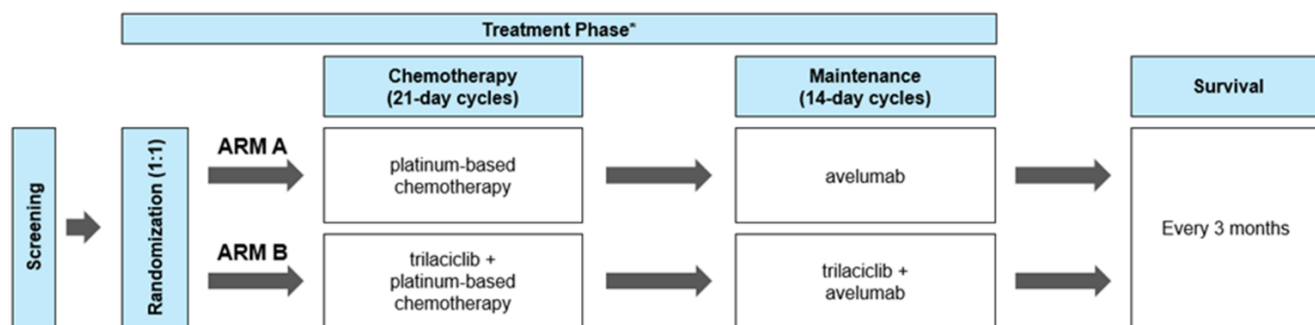 Treatment Phase*
Chemotherapy
(21-day cycles)
Maintenance
(14-day cycles)
Survival
Screening
Randomization (1:1)
ARM A
platinum-based
chemotherapy
avelumab
ARM B
trilaciclib +
platinum-based
chemotherapy
trilaciclib +
avelumab
Every 3 months